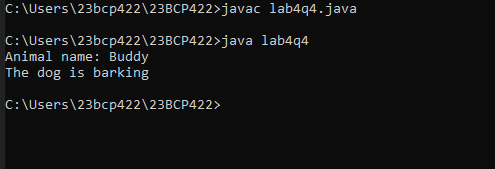 C:\Users\23bcp422\23BCP422>javac lab4q4.java
C:\Users\23bcp422\23BCP422>java lab4q4
Animal name: Buddy
The dog is barking
C:\Users\23bcp422\23BCP422>